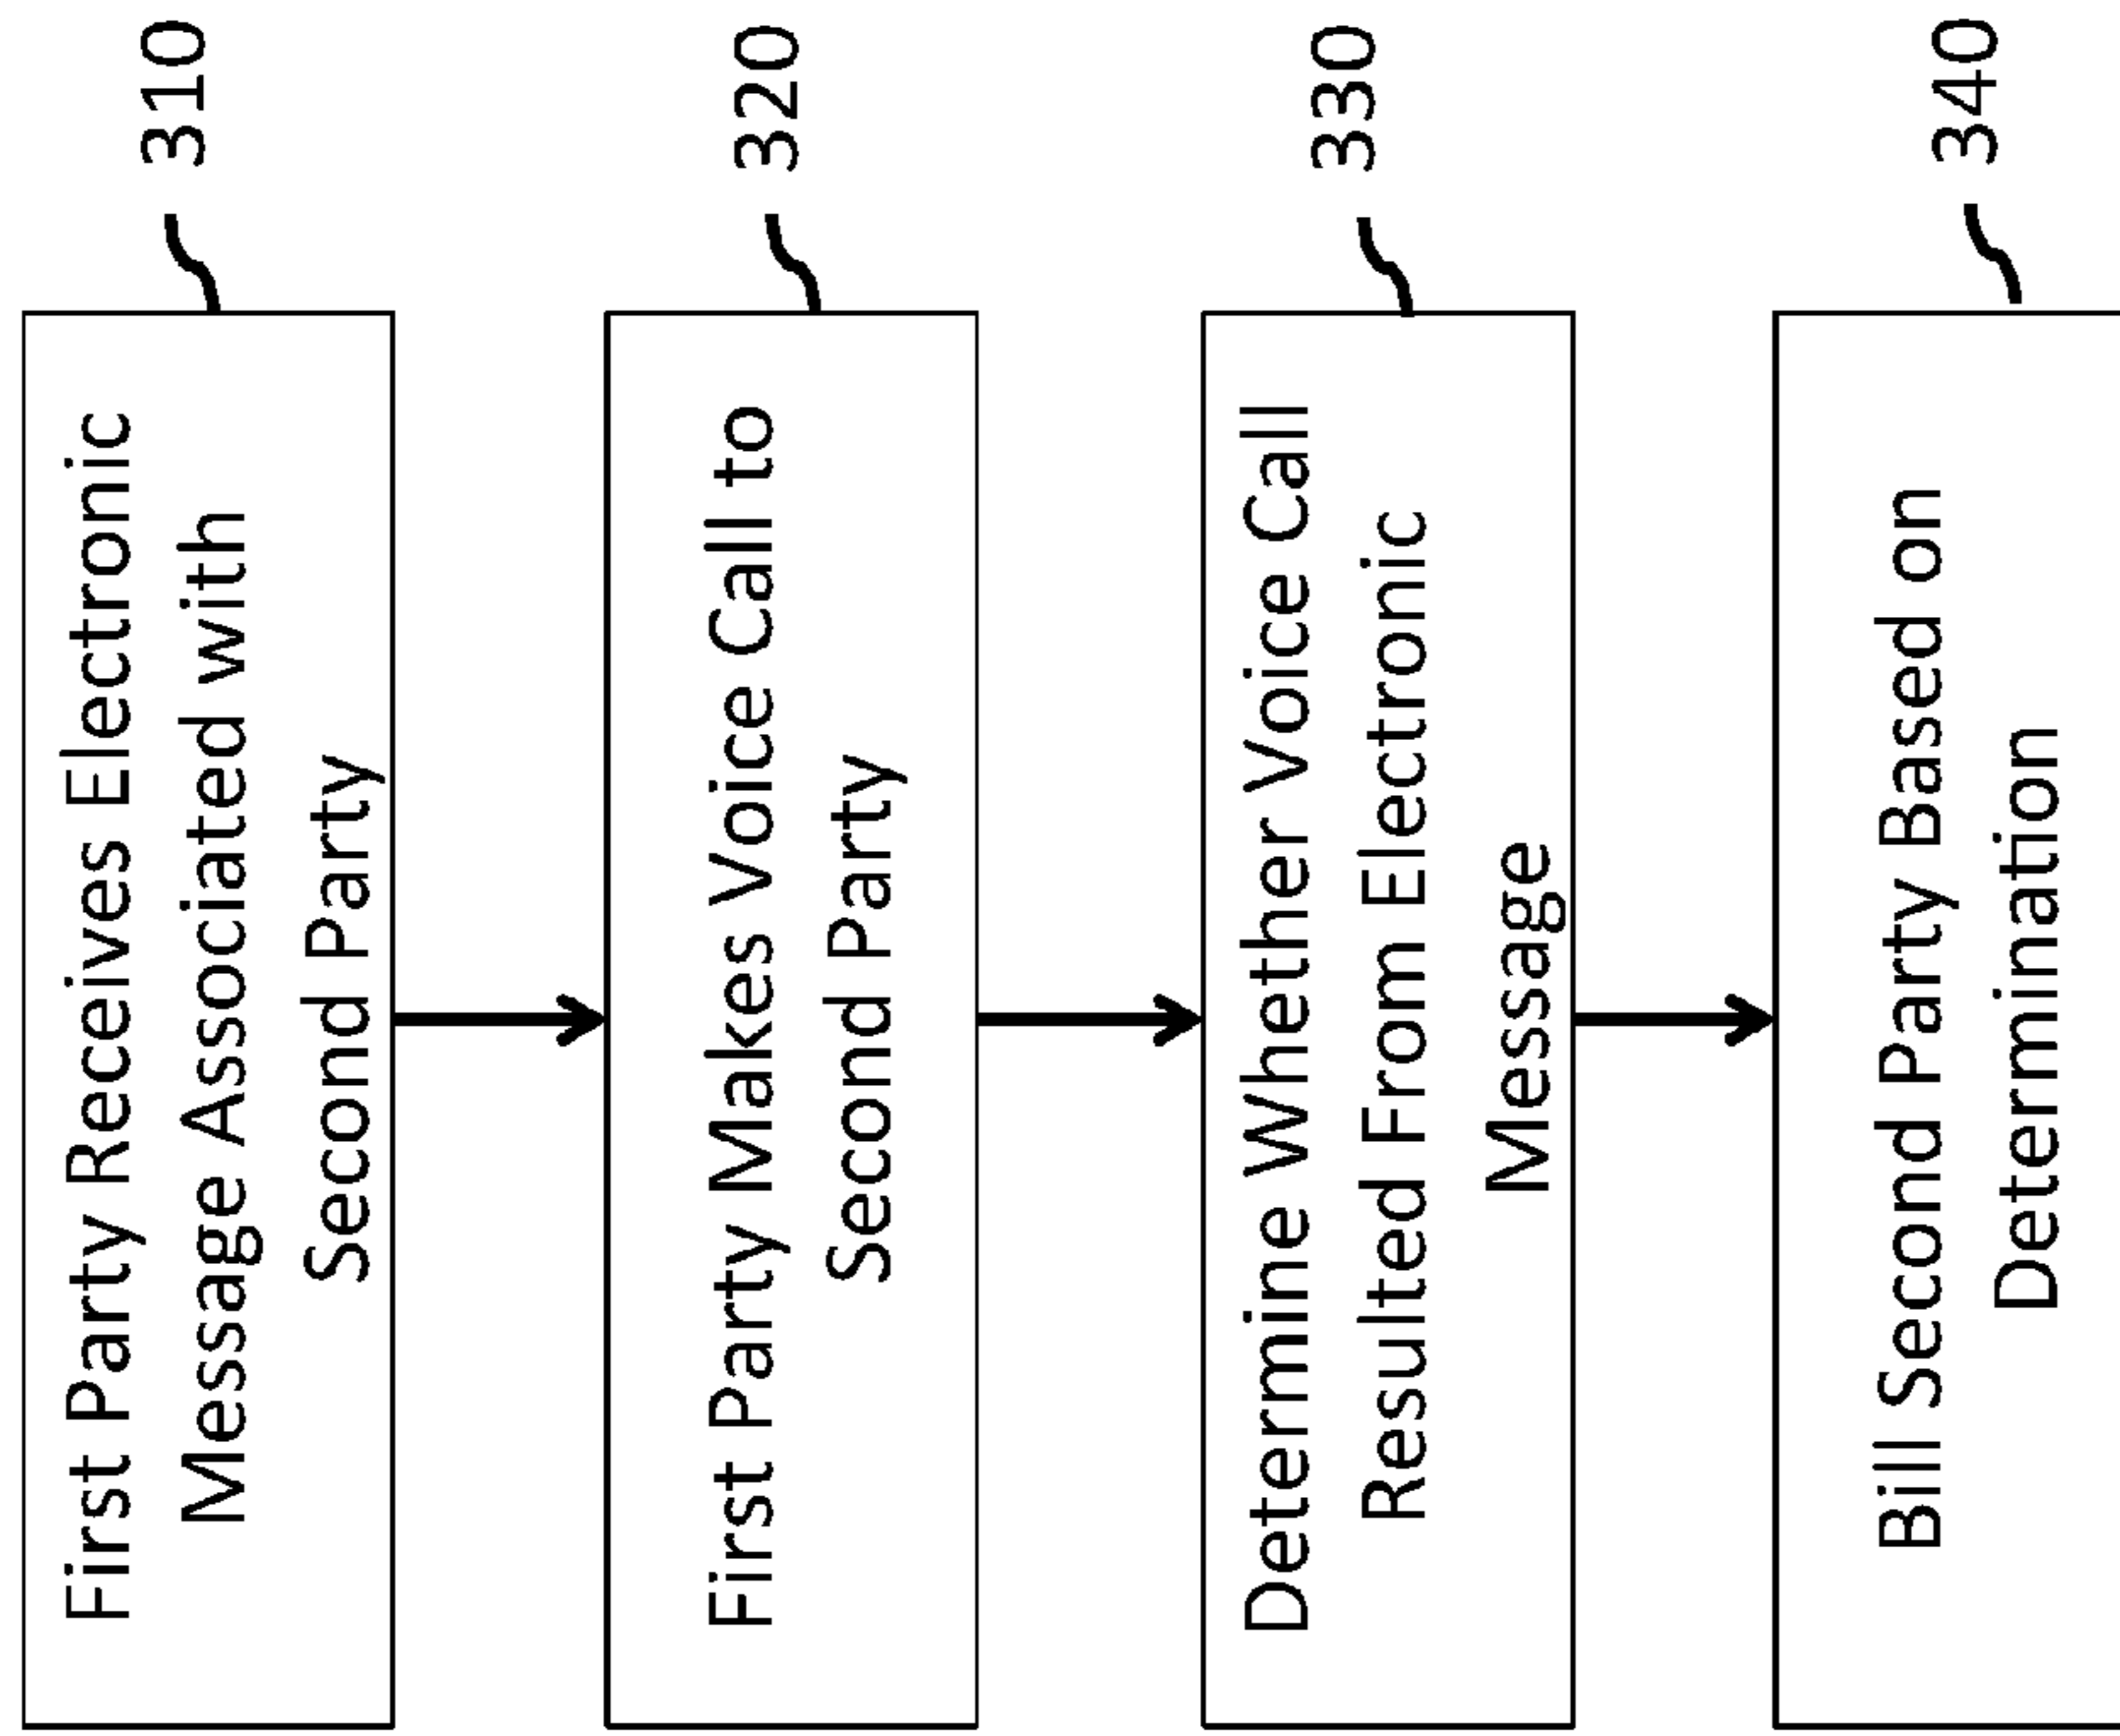 First Party Receives Electronic
Message Associated with
Second Party
310
First Party Makes Voice Call to
Second Party
320
Determine Whether Voice Call
Resulted From Electronic
Message
330
Bill Second Party Based on
Determination
340